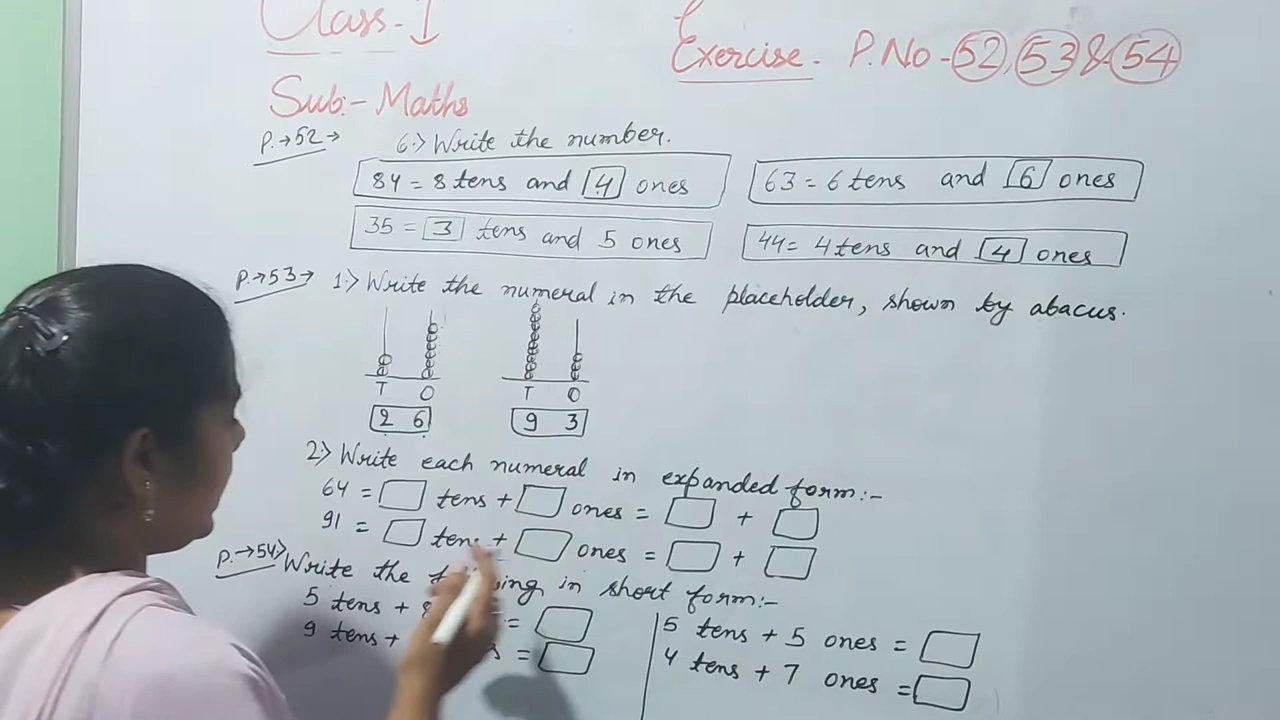 Class-I
Exercise- P.No-52,53&54
Sub:- Maths
P.→52→ 6.> Write the number.
84 = 8 tens and 4 ones
63 = 6 tens and 6 ones
35 = 3 tens and 5 ones
44= 4 tens and 4 ones
P.→53→ 1.> Write the numeral in the placeholder, shown by abacus.
T O T O
2 6 9 3
2.> Write each numeral in expanded form:-
64 = tens + ones = +
91 = tens + ones = +
P.→54.> Write the in short form:-
5 tens + =
9 tens + =
5 tens + 5 ones =
4 tens + 7 ones =